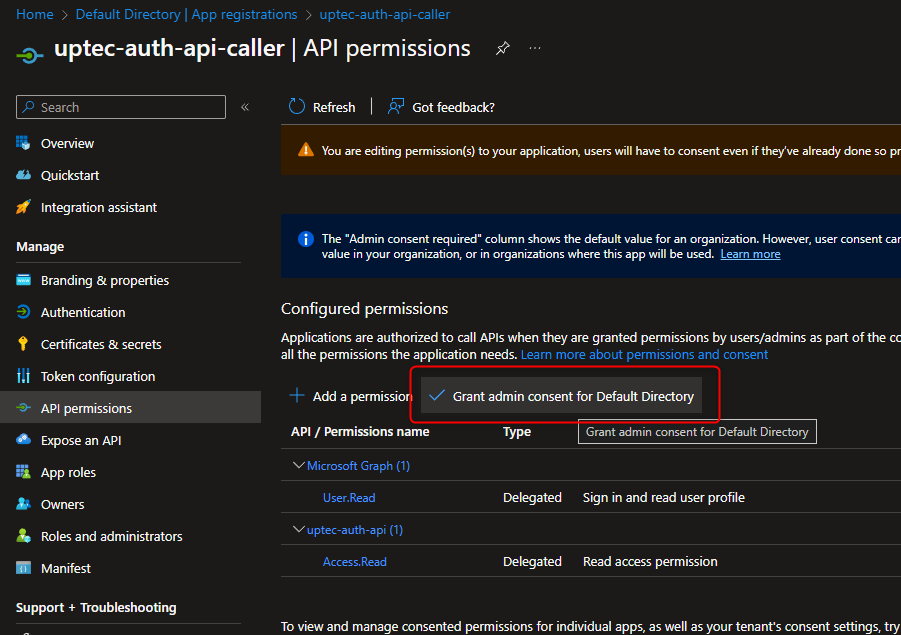 Home > Default Directory | App registrations > uptec-auth-api-caller
uptec-auth-api-caller | API permissions
Search
«
Refresh
Got feedback?
Overview
Quickstart
Integration assistant
Manage
Branding & properties
Authentication
Certificates & secrets
Token configuration
API permissions
Expose an API
App roles
Owners
Roles and administrators
Manifest
Support + Troubleshooting
You are editing permission(s) to your application, users will have to consent even if they've already done so pr
The "Admin consent required" column shows the default value for an organization. However, user consent can
value in your organization, or in organizations where this app will be used. Learn more
Configured permissions
Applications are authorized to call APIs when they are granted permissions by users/admins as part of the co
all the permissions the application needs. Learn more about permissions and consent
Add a permission
Grant admin consent for Default Directory
API / Permissions name Type
Grant admin consent for Default Directory
Microsoft Graph (1)
User.Read Delegated Sign in and read user profile
uptec-auth-api (1)
Access.Read Delegated Read access permission
To view and manage consented permissions for individual apps, as well as your tenant's consent settings, try